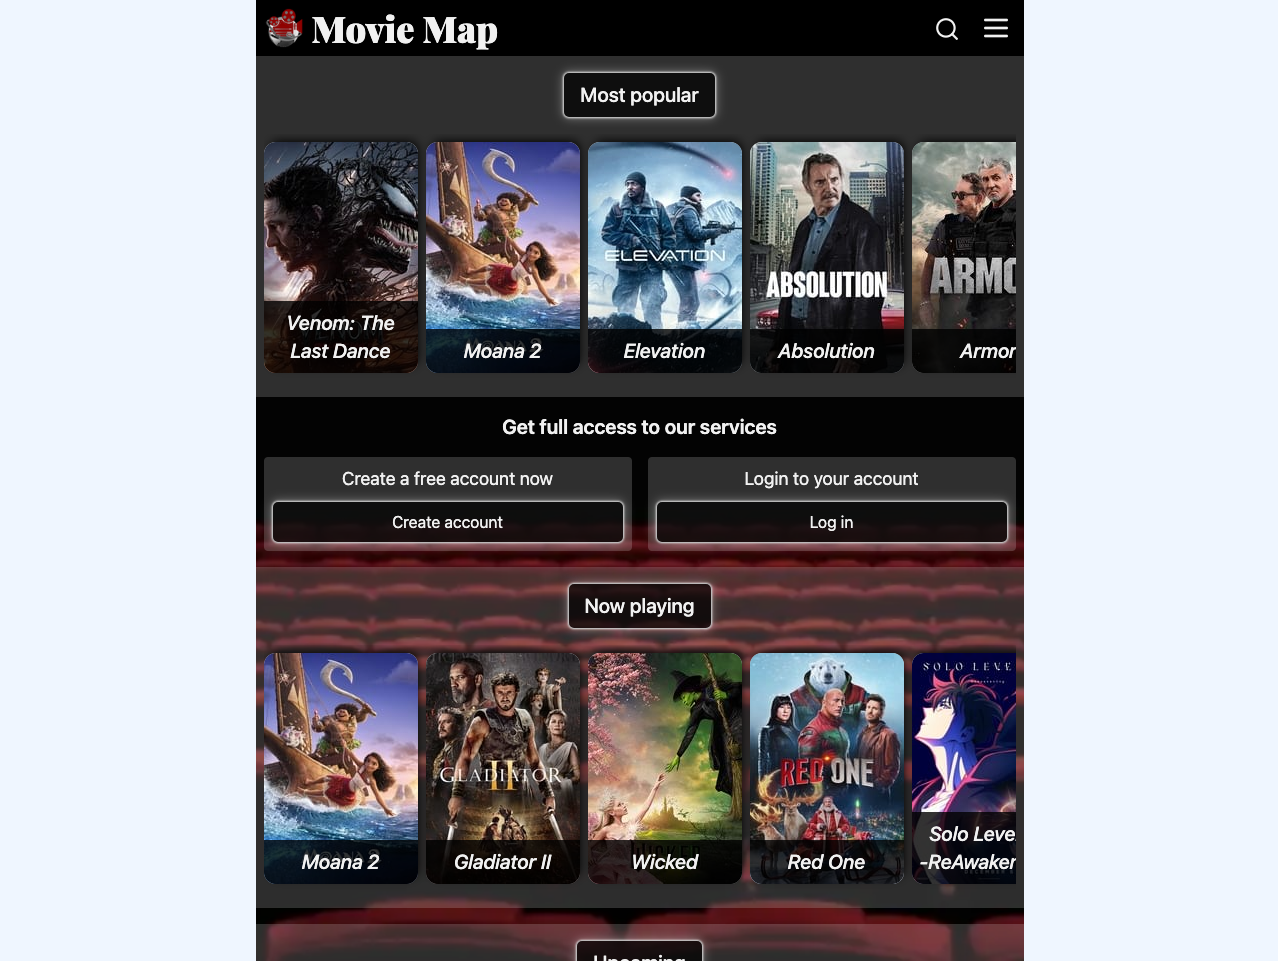 Movie Map
Most popular
ELEVATION
ABSOLUTION
ARMO
Venom: The
Last Dance
Moana 2
Elevation
Absolution
Armor
Get full access to our services
Create a free account now
Login to your account
Create account
Log in
Now playing
GLADIATOR
II
RED ONE
SOLO LEVE
Moana 2
Gladiator II
Wicked
Red One
Solo Leve
-ReAwaker
Upcoming